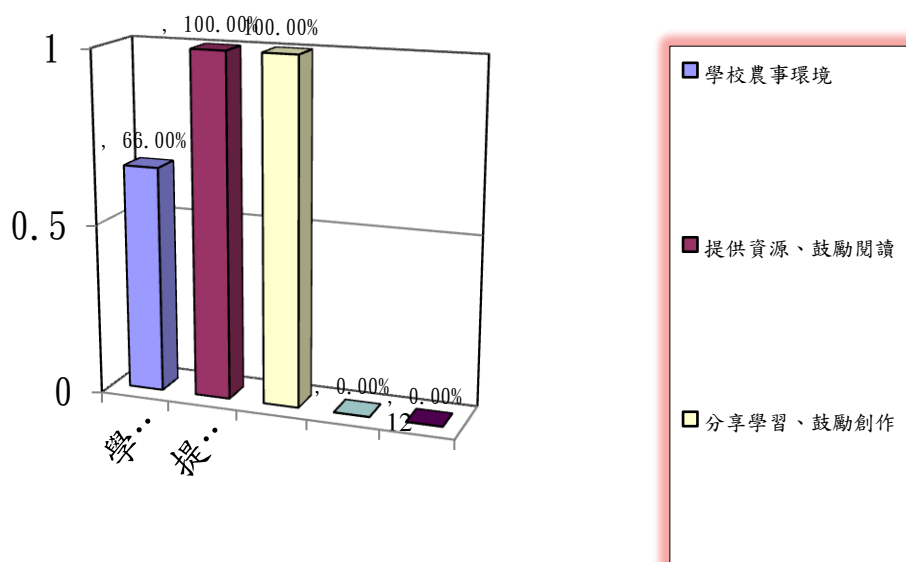 , 100.00%
100.00%
1
, 66.00%
0.5
, 0.00%
, 0.00%
0
12
學‥
提‥
學校農事環境
提供資源、鼓勵閱讀
分享學習、鼓勵創作